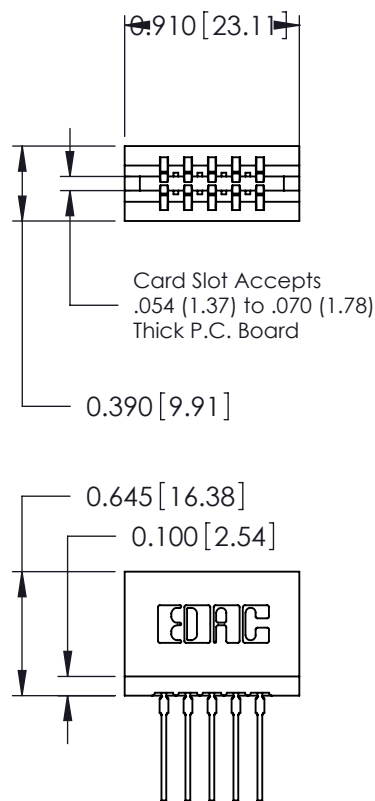 0.910 [23.11]
Card Slot Accepts
.054 (1.37) to .070 (1.78)
Thick P.C. Board
0.390 [9.91]
0.645 [16.38]
0.100 [2.54]
EDAC